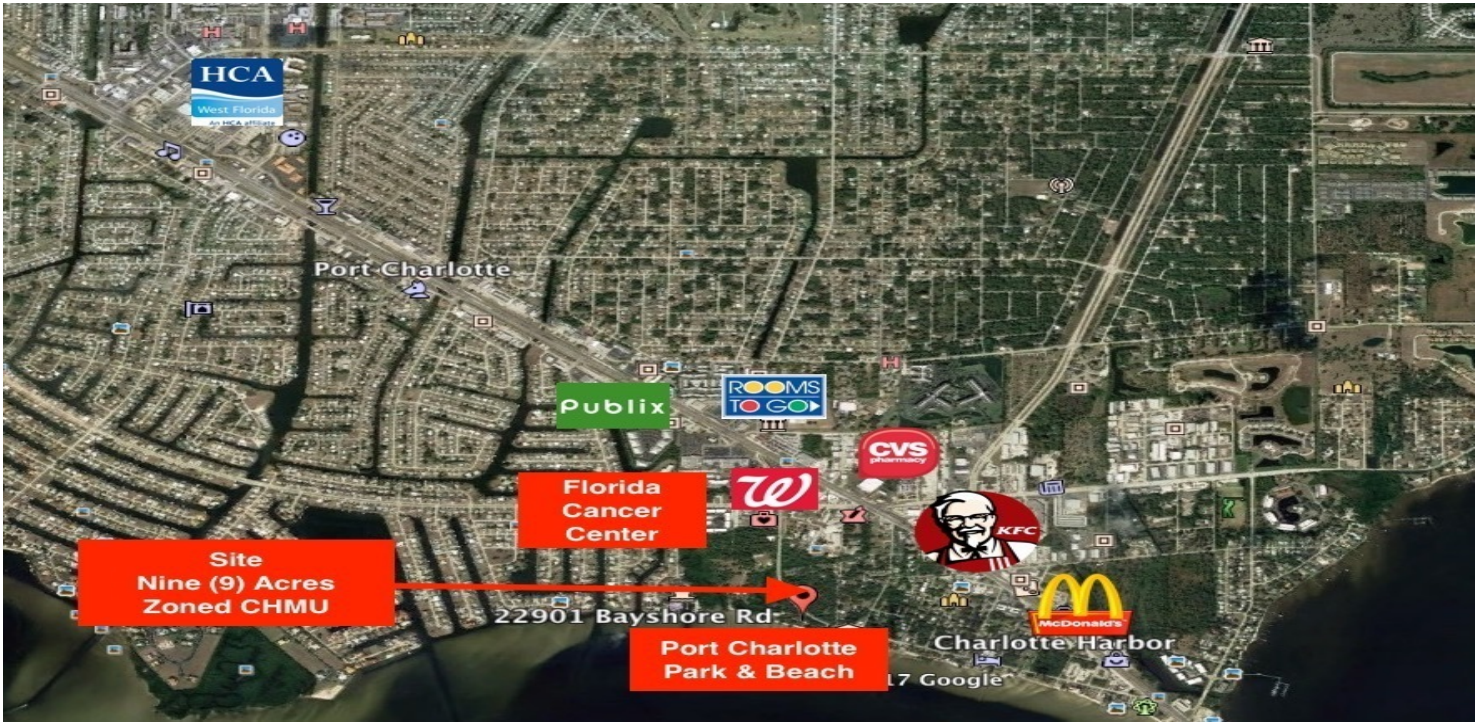 HCA
West Florida
An HCA affiliate
Port Charlotte
Publix
ROOMS
TO GO
CVS
pharmacy
W
KFC
Florida
Cancer
Center
Site
Nine (9) Acres
Zoned CHMU
22901 Bayshore Rd
McDonald's
Charlotte Harbor
Port Charlotte
Park & Beach
17 Google